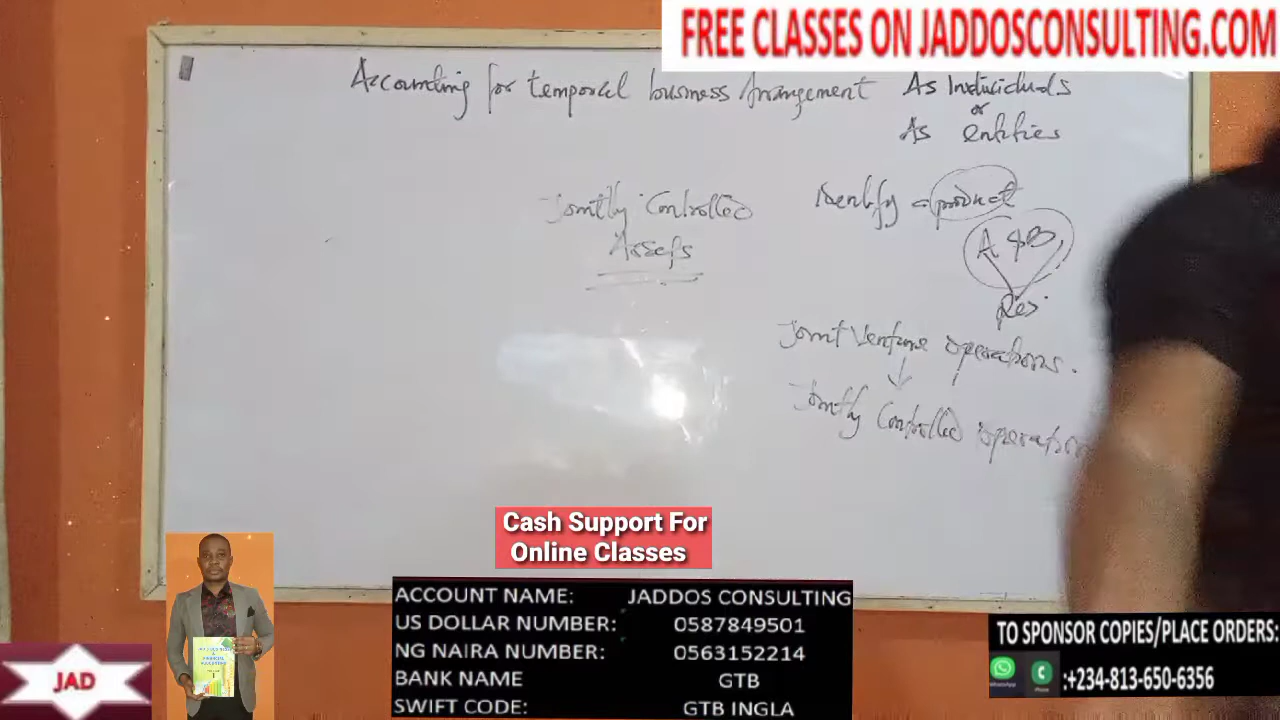 FREE CLASSES ON JADDOSCONSULTING.COM
Accounting for temporal business Arrangement
As Individuals
or
As entities
Jointly Controlled
Assets
Identify a product
A & B
Res
Joint Venture operations.
Jointly Controlled operation
Cash Support For
Online Classes
ACCOUNT NAME: JADDOS CONSULTING
US DOLLAR NUMBER: 0587849501
NG NAIRA NUMBER: 0563152214
BANK NAME GTB
SWIFT CODE: GTB INGLA
JAD
TO SPONSOR COPIES/PLACE ORDERS:
:+234-813-650-6356